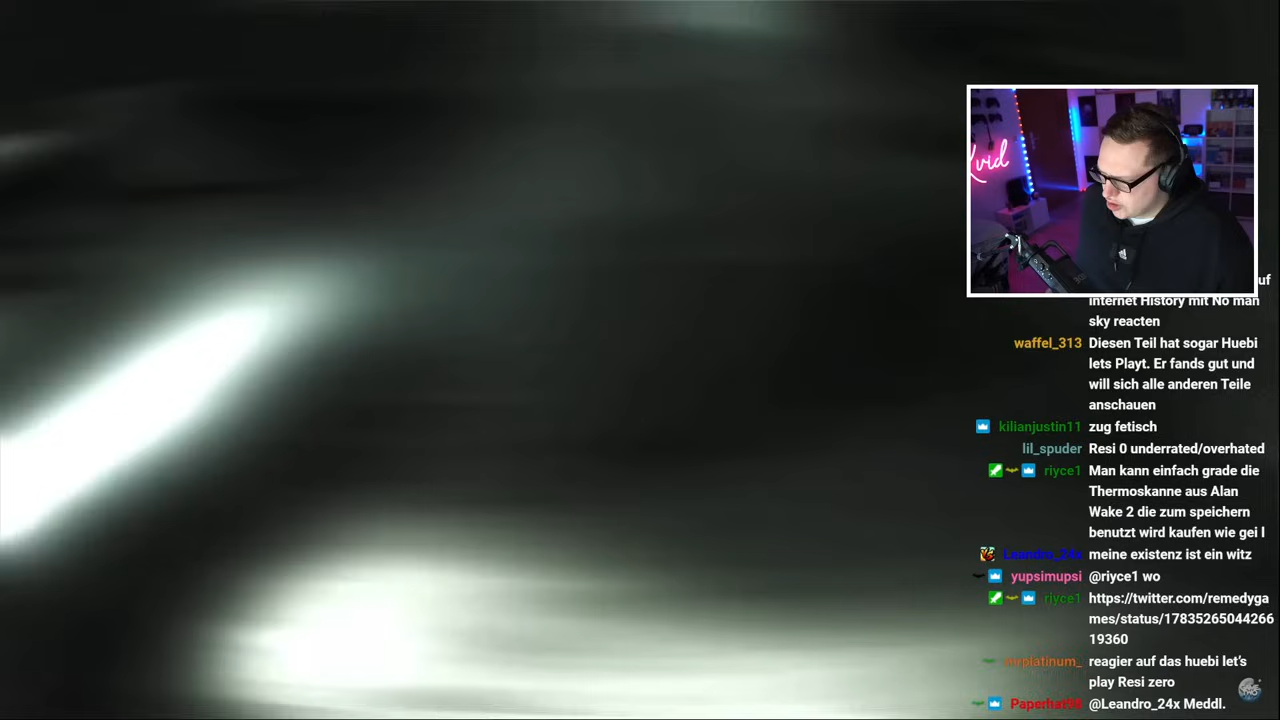 Kvid
uf
Internet History mit No man
sky reacten
waffel_313 Diesen Teil hat sogar Huebi
lets Playt. Er fands gut und
will sich alle anderen Teile
anschauen
kilianjustin11 zug fetisch
lil_spuder Resi 0 underrated/overhated
riyce1 Man kann einfach grade die
Thermoskanne aus Alan
Wake 2 die zum speichern
benutzt wird kaufen wie gei l
Leandro_24x meine existenz ist ein witz
yupsimupsi @riyce1 wo
riyce1 https://twitter.com/remedyga
mes/status/17835265044266
19360
mrplatinum_ reagier auf das huebi let's
play Resi zero
@Leandro_24x Meddl.